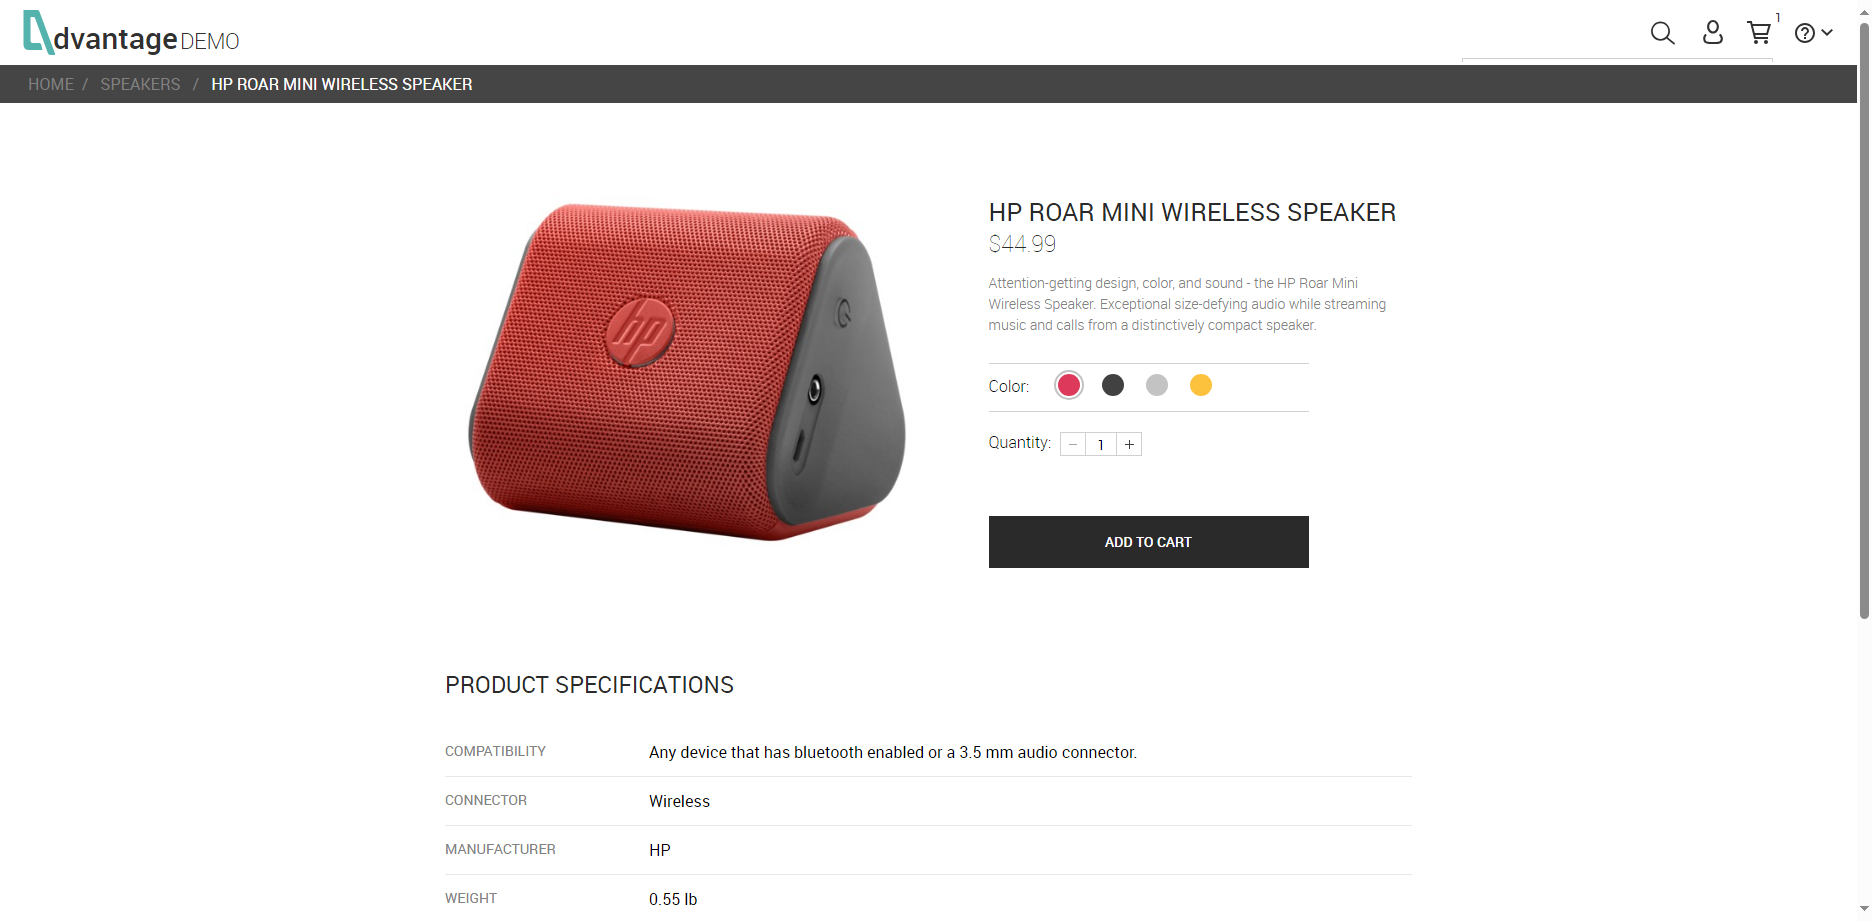 dvantage DEMO
1
HOME / SPEAKERS / HP ROAR MINI WIRELESS SPEAKER
hp
HP ROAR MINI WIRELESS SPEAKER
$44.99
Attention-getting design, color, and sound - the HP Roar Mini
Wireless Speaker. Exceptional size-defying audio while streaming
music and calls from a distinctively compact speaker.
Color:
Quantity: − 1 +
ADD TO CART
PRODUCT SPECIFICATIONS
COMPATIBILITY Any device that has bluetooth enabled or a 3.5 mm audio connector.
CONNECTOR Wireless
MANUFACTURER HP
WEIGHT 0.55 lb